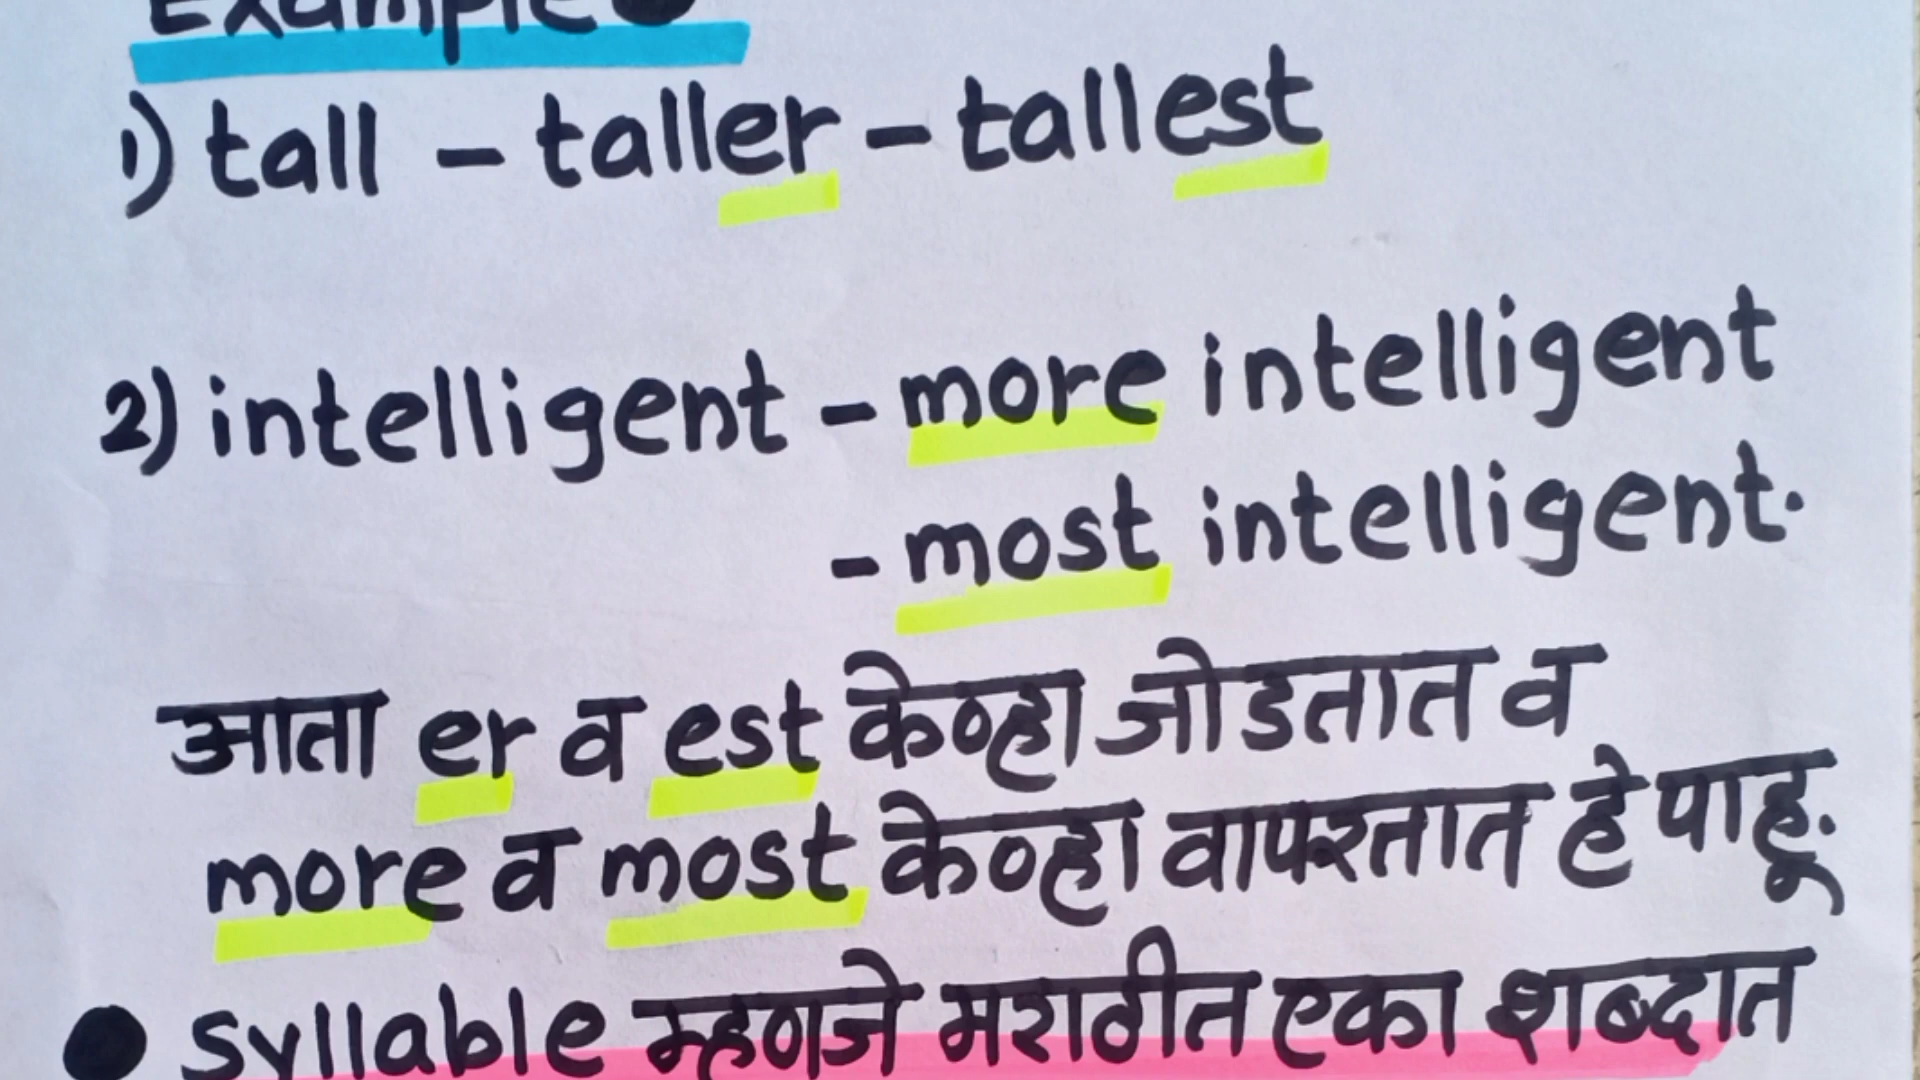 Example
1) tall - taller - tallest
2) intelligent - more intelligent
- most intelligent.
आता er व est केव्हा जोडतात व
more व most केव्हा वापरतात हे पाहू.
● syllable म्हणजे मराठीत एका शब्दात